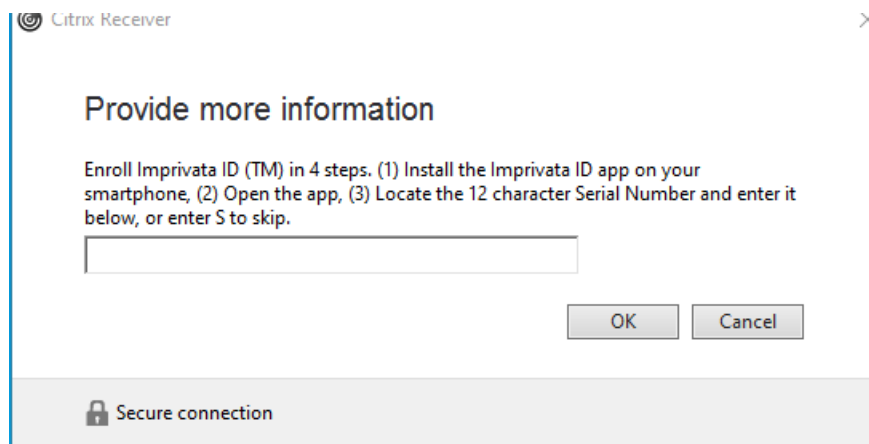 Citrix Receiver
Provide more information
Enroll Imprivata ID (TM) in 4 steps. (1) Install the Imprivata ID app on your
smartphone, (2) Open the app, (3) Locate the 12 character Serial Number and enter it
below, or enter S to skip.
OK Cancel
Secure connection